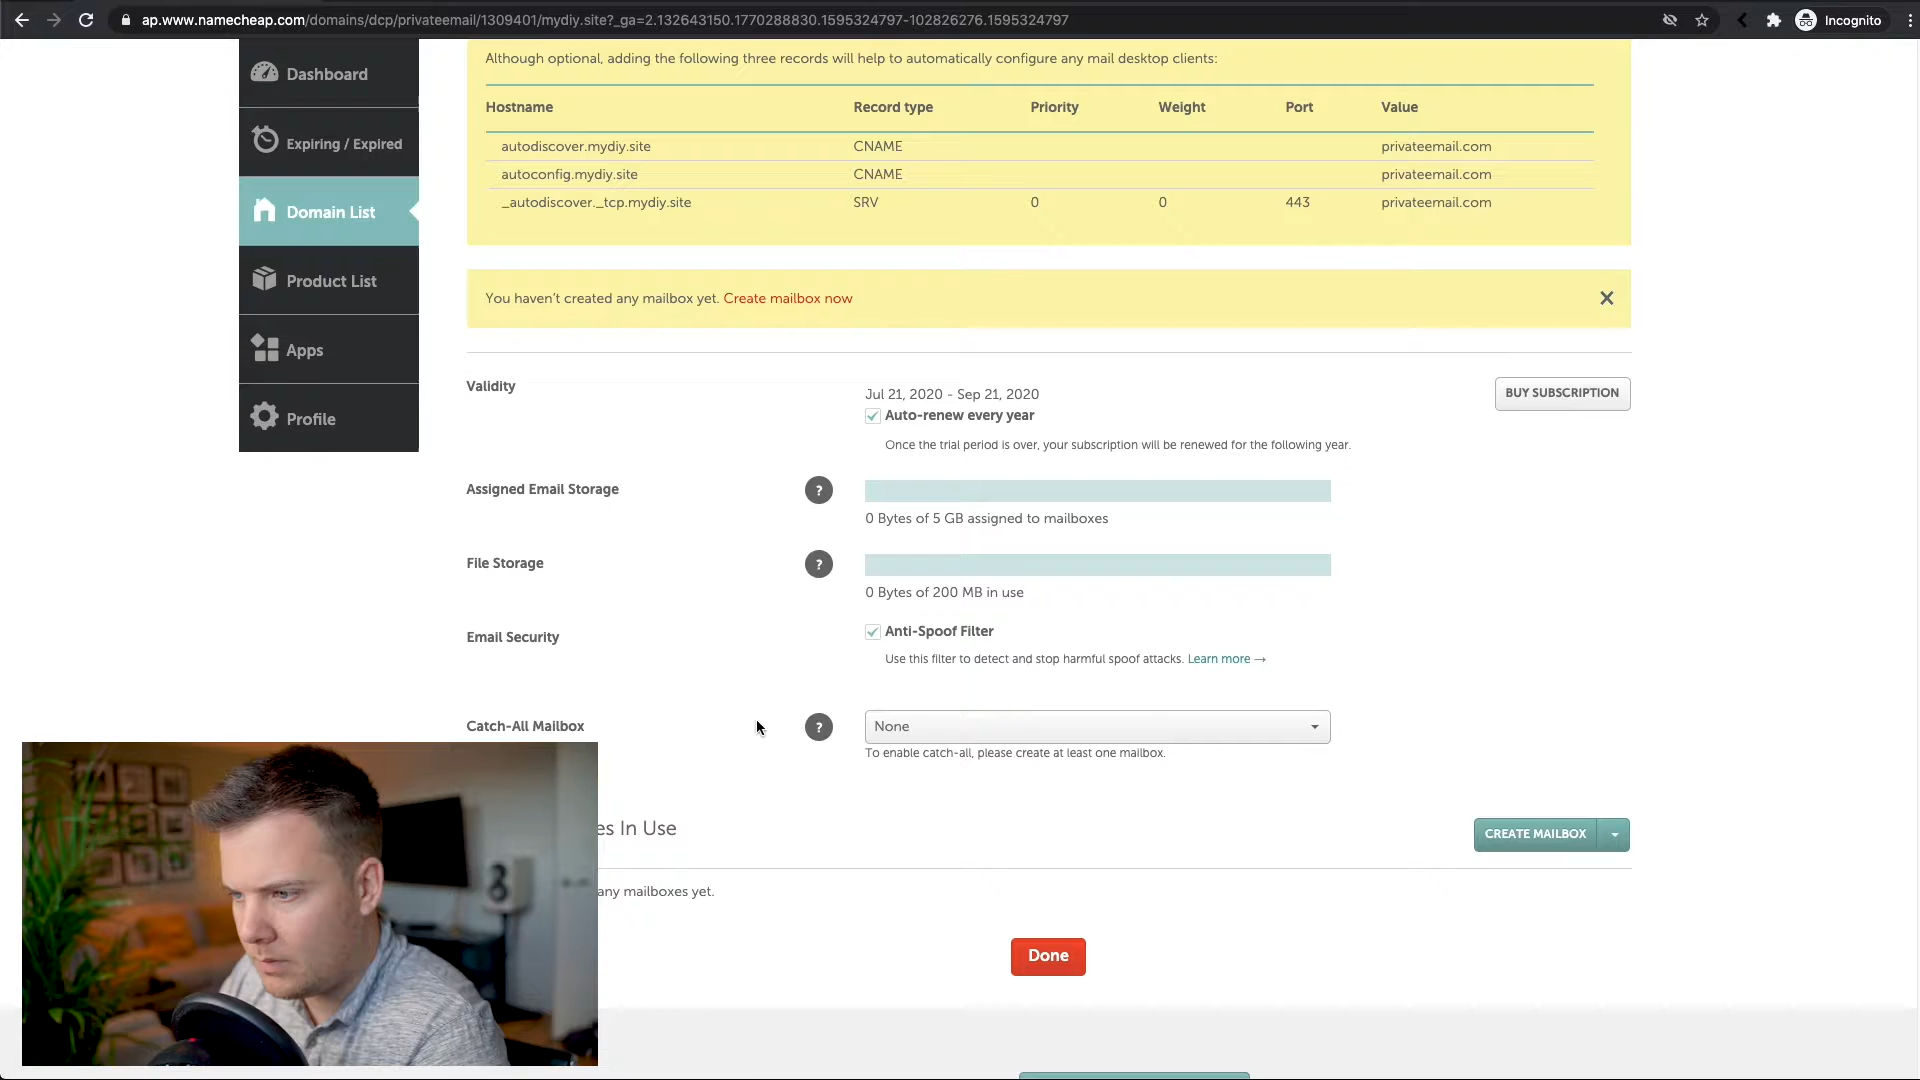 ap.www.namecheap.com/domains/dcp/privateemail/1309401/mydiy.site?_ga=2.132643150.1770288830.1595324797-102826276.1595324797
Incognito
Dashboard
Expiring / Expired
Domain List
Product List
Apps
Profile
Although optional, adding the following three records will help to automatically configure any mail desktop clients:
Hostname Record type Priority Weight Port Value
autodiscover.mydiy.site CNAME privateemail.com
autoconfig.mydiy.site CNAME privateemail.com
_autodiscover._tcp.mydiy.site SRV 0 0 443 privateemail.com
You haven't created any mailbox yet. Create mailbox now
Validity
Jul 21, 2020 - Sep 21, 2020
BUY SUBSCRIPTION
Auto-renew every year
Once the trial period is over, your subscription will be renewed for the following year.
Assigned Email Storage ?
0 Bytes of 5 GB assigned to mailboxes
File Storage ?
0 Bytes of 200 MB in use
Email Security
Anti-Spoof Filter
Use this filter to detect and stop harmful spoof attacks. Learn more →
Catch-All Mailbox ? None
To enable catch-all, please create at least one mailbox.
es In Use
CREATE MAILBOX
any mailboxes yet.
Done